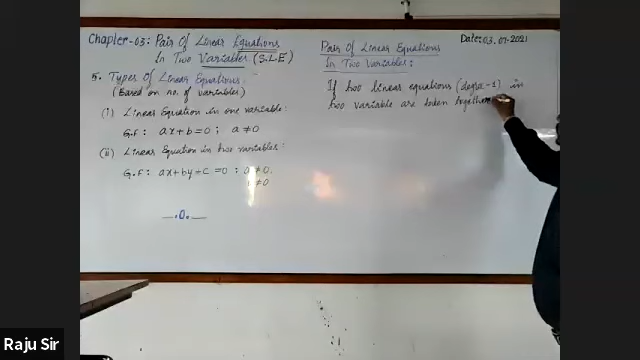 Chapter-03: Pair Of Linear Equations
In Two Variables (S.L.E)
5. Types Of Linear Equations:
(Based on no. of variables)
(i) Linear Equation in one variable:
G.f: ax+b=0; a≠0
(ii) Linear Equation in two variables:
G.f: ax+by+c=0; a≠0,
≠0
—.0.—
Date: 03.07.2021
Pair Of Linear Equations
In Two Variables:
If two linear equations (degree-1) in
two variable are taken together
Raju Sir